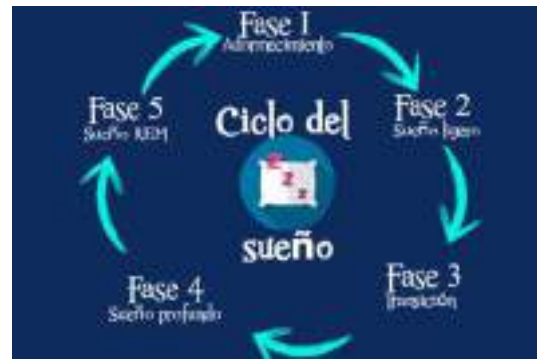 Fase 1
Adormecimiento
Fase 2
Sueño ligero
Fase 3
Transición
Fase 4
Sueño profundo
Fase 5
Sueño REM
Ciclo del
z
z
z
sueño